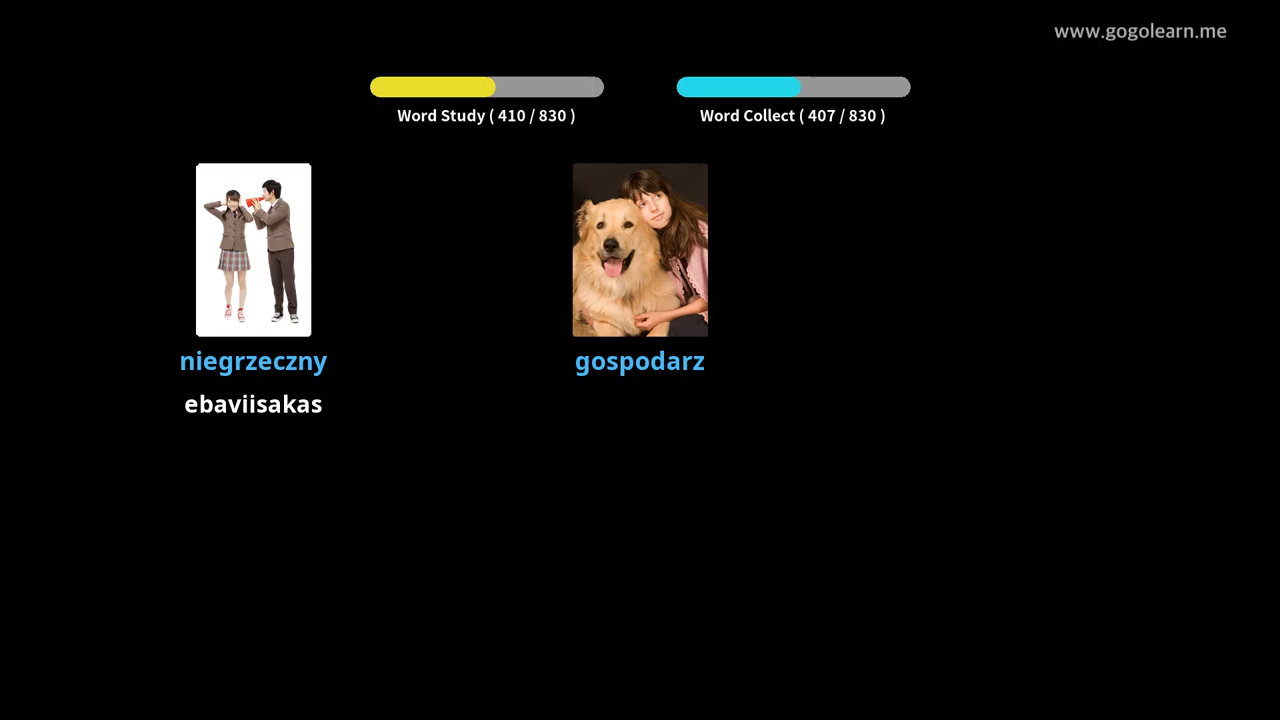 www.gogolearn.me
Word Study ( 410 / 830 )
Word Collect ( 407 / 830 )
niegrzeczny
gospodarz
ebaviisakas